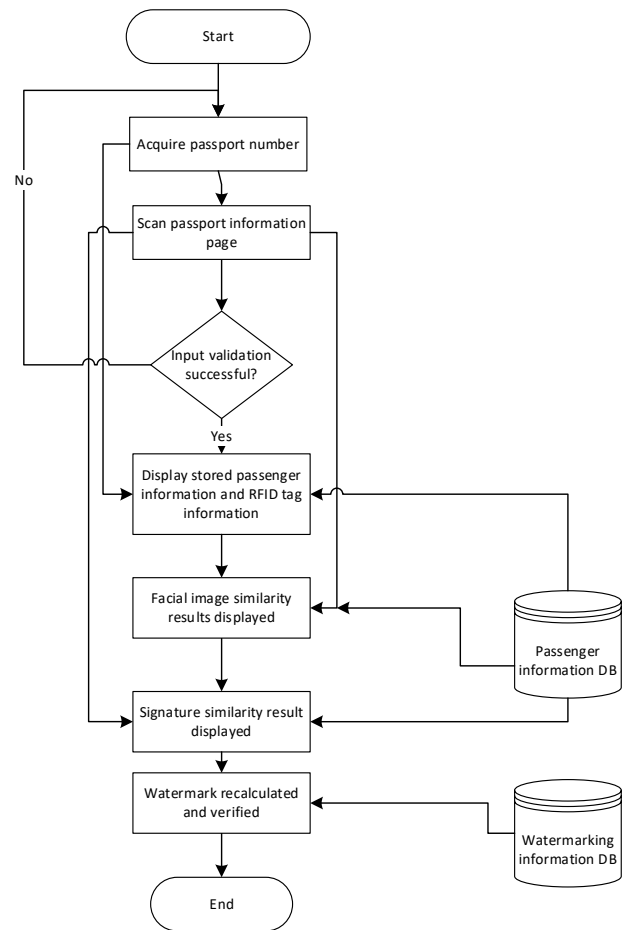 Start
Acquire passport number
No
Scan passport information
page
Input validation
successful?
Yes
Display stored passenger
information and RFID tag
information
Facial image similarity
results displayed
Passenger
information DB
Signature similarity result
displayed
Watermark recalculated
and verified
Watermarking
information DB
End